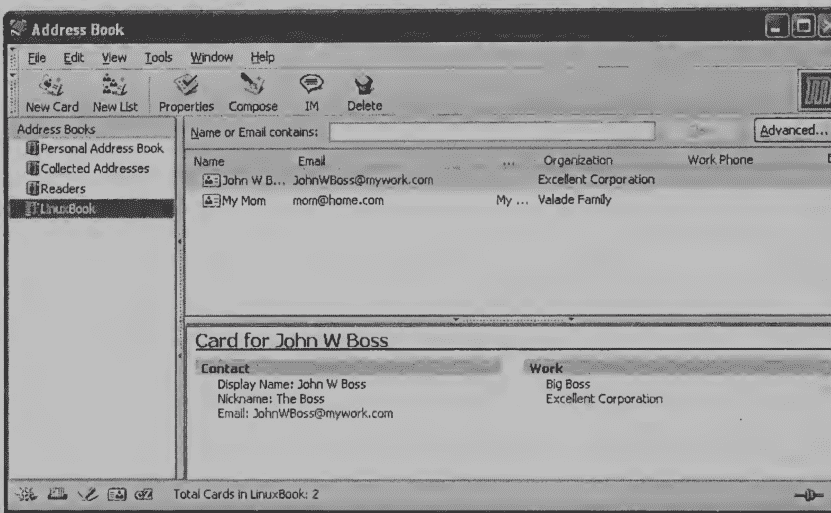 Address Book
File Edit View Tools Window Help
New Card New List Properties Compose IM Delete
Address Books
Personal Address Book
Collected Addresses
Readers
LinuxBook
Name or Email contains: Advanced...
Name Email ... Organization Work Phone
John W B... JohnWBoss@mywork.com Excellent Corporation
My Mom mom@home.com My ... Valade Family
Card for John W Boss
Contact
Display Name: John W Boss
Nickname: The Boss
Email: JohnWBoss@mywork.com
Work
Big Boss
Excellent Corporation
Total Cards in LinuxBook: 2